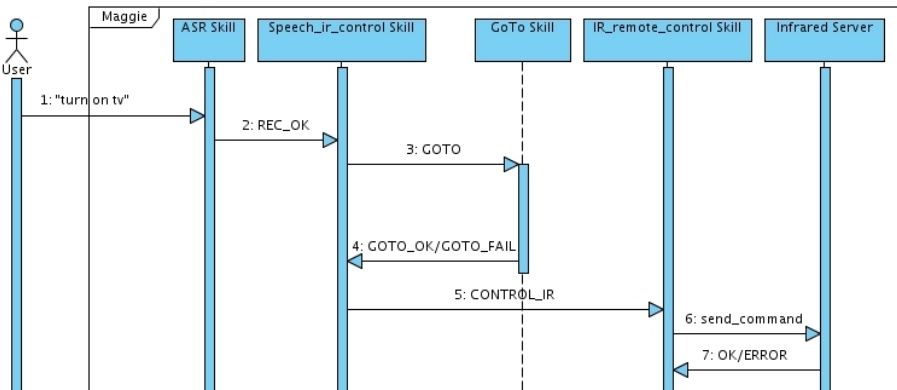 Maggie
ASR Skill
Speech_ir_control Skill
GoTo Skill
IR_remote_control Skill
Infrared Server
User
1: "turn on tv"
2: REC_OK
3: GOTO
4: GOTO_OK/GOTO_FAIL
5: CONTROL_IR
6: send_command
7: OK/ERROR